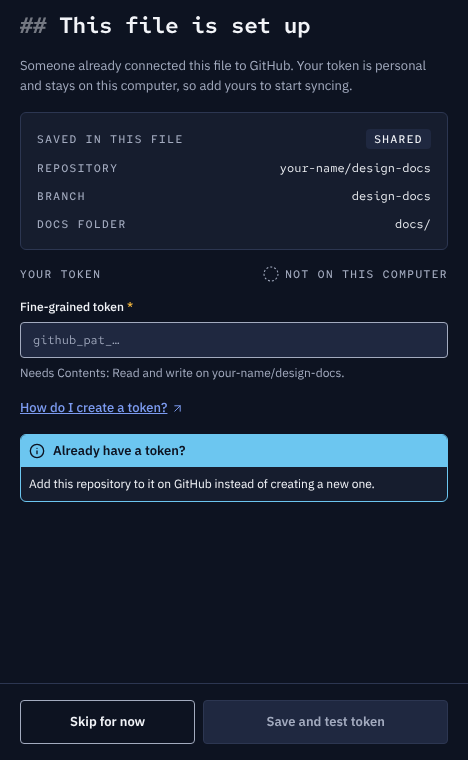 ## This file is set up
Someone already connected this file to GitHub. Your token is personal
and stays on this computer, so add yours to start syncing.
SAVED IN THIS FILE SHARED
REPOSITORY your-name/design-docs
BRANCH design-docs
DOCS FOLDER docs/
YOUR TOKEN NOT ON THIS COMPUTER
Fine-grained token *
github_pat_…
Needs Contents: Read and write on your-name/design-docs.
How do I create a token? ↗
Already have a token?
Add this repository to it on GitHub instead of creating a new one.
Skip for now Save and test token